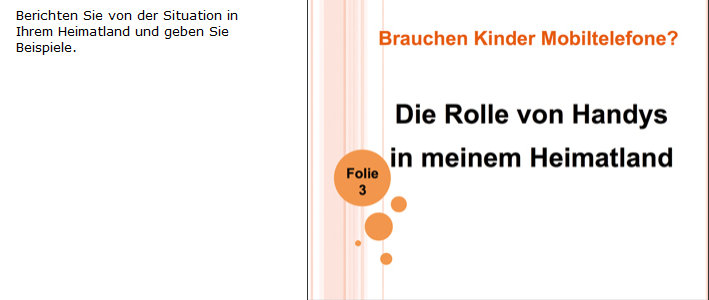 Berichten Sie von der Situation in
Ihrem Heimatland und geben Sie
Beispiele.
Brauchen Kinder Mobiltelefone?
Die Rolle von Handys
in meinem Heimatland
Folie
3